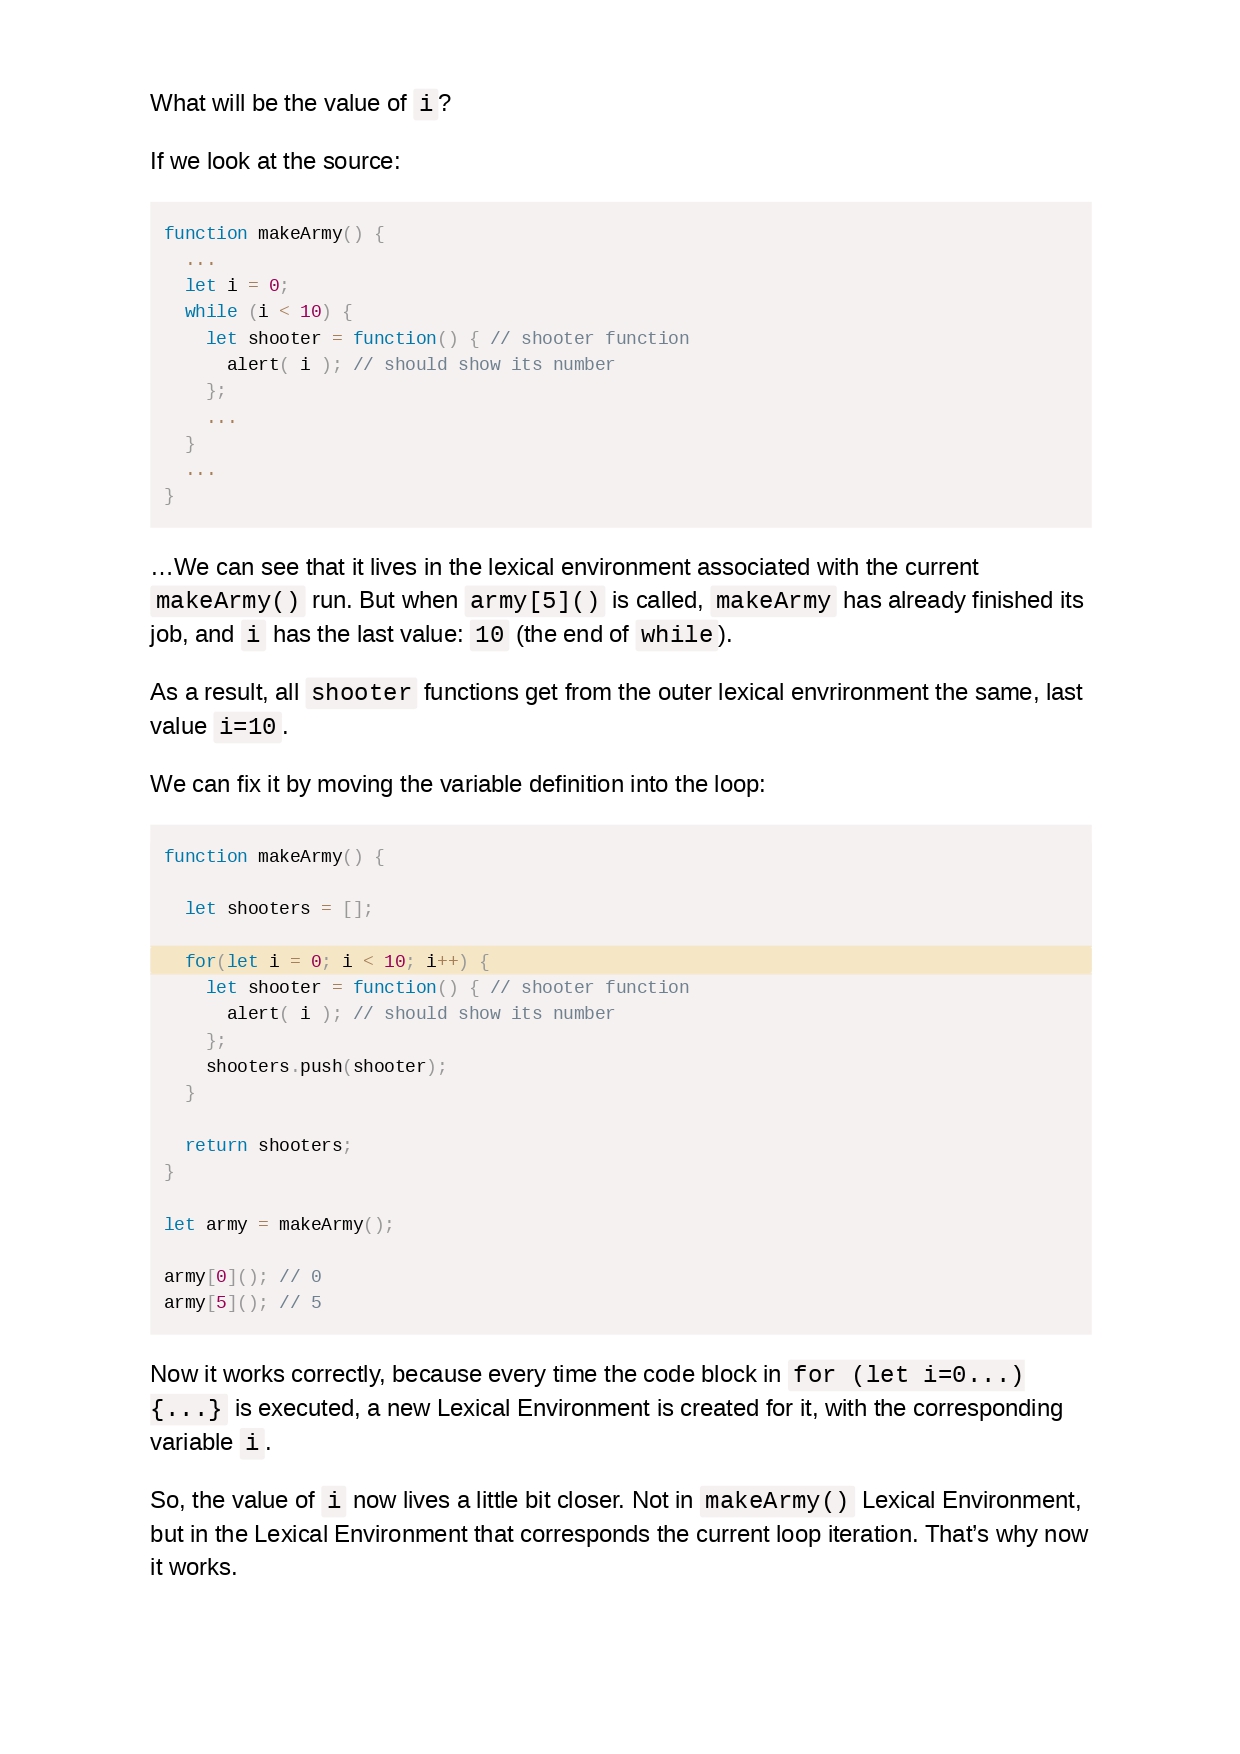 What will be the value of i?
If we look at the source:
function makeArmy() {
  ...
  let i = 0;
  while (i < 10) {
    let shooter = function() { // shooter function
      alert( i ); // should show its number
    };
    ...
  }
  ...
}
…We can see that it lives in the lexical environment associated with the current
makeArmy() run. But when army[5]() is called, makeArmy has already finished its
job, and i has the last value: 10 (the end of while).
As a result, all shooter functions get from the outer lexical envrironment the same, last
value i=10.
We can fix it by moving the variable definition into the loop:
function makeArmy() {
  let shooters = [];
  for(let i = 0; i < 10; i++) {
    let shooter = function() { // shooter function
      alert( i ); // should show its number
    };
    shooters.push(shooter);
  }
  return shooters;
}
let army = makeArmy();
army[0](); // 0
army[5](); // 5
Now it works correctly, because every time the code block in for (let i=0...)
{...} is executed, a new Lexical Environment is created for it, with the corresponding
variable i.
So, the value of i now lives a little bit closer. Not in makeArmy() Lexical Environment,
but in the Lexical Environment that corresponds the current loop iteration. That’s why now
it works.